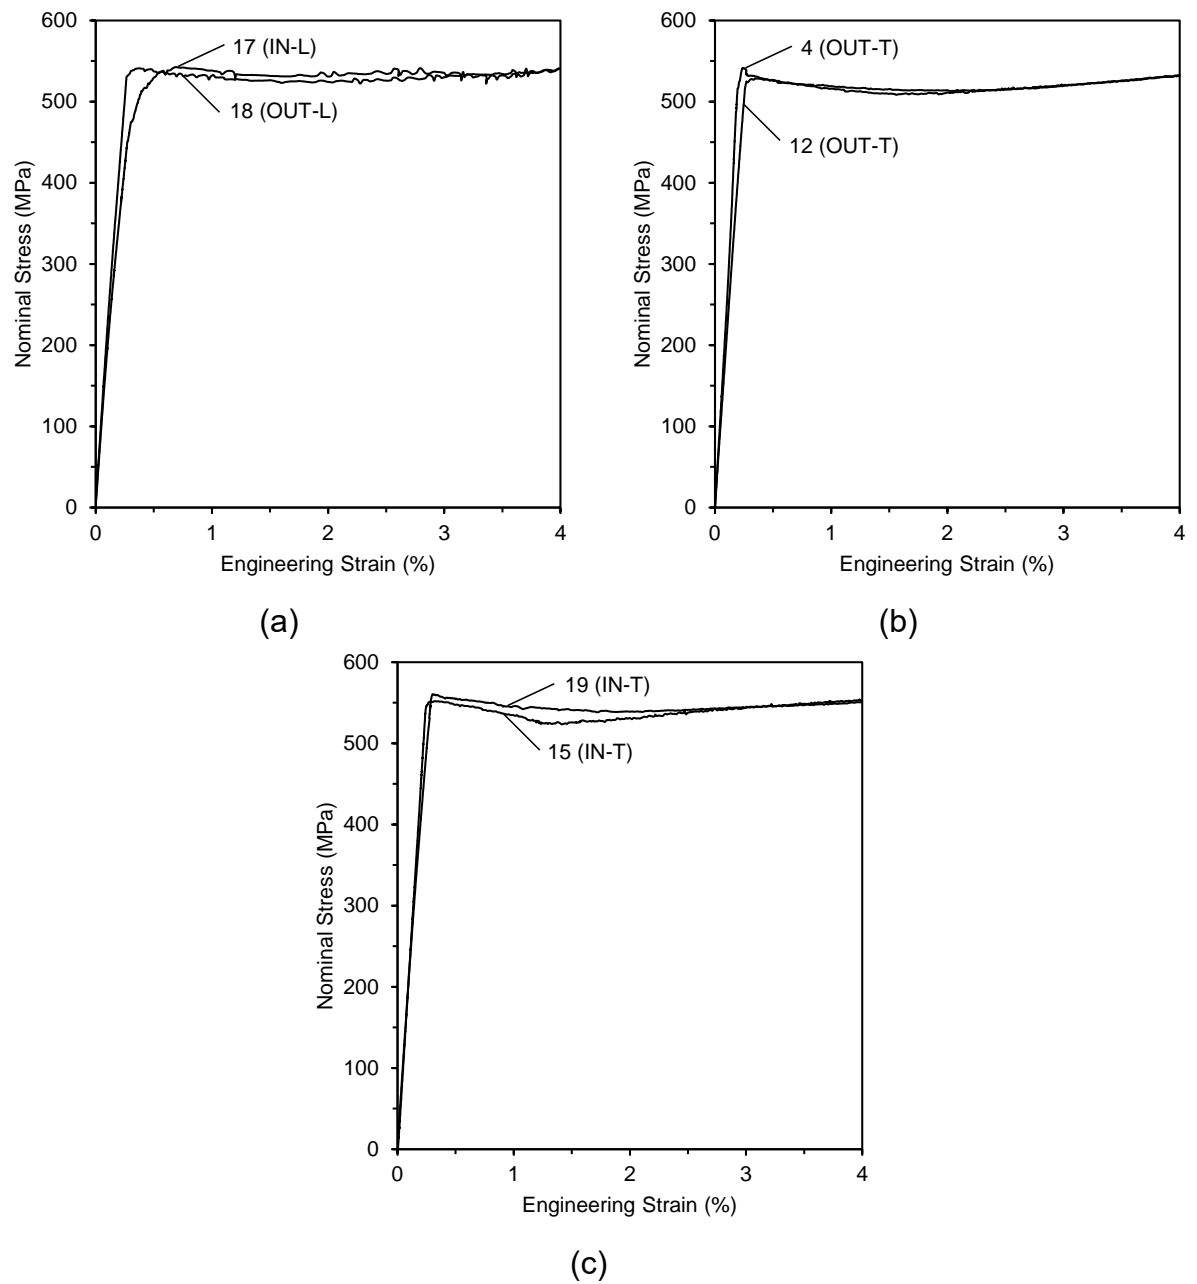 600
500
400
300
200
100
0
Nominal Stress (MPa)
17 (IN-L)
18 (OUT-L)
0 1 2 3 4
Engineering Strain (%)
(a)
600
500
400
300
200
100
0
Nominal Stress (MPa)
4 (OUT-T)
12 (OUT-T)
0 1 2 3 4
Engineering Strain (%)
(b)
600
500
400
300
200
100
0
Nominal Stress (MPa)
19 (IN-T)
15 (IN-T)
0 1 2 3 4
Engineering Strain (%)
(c)